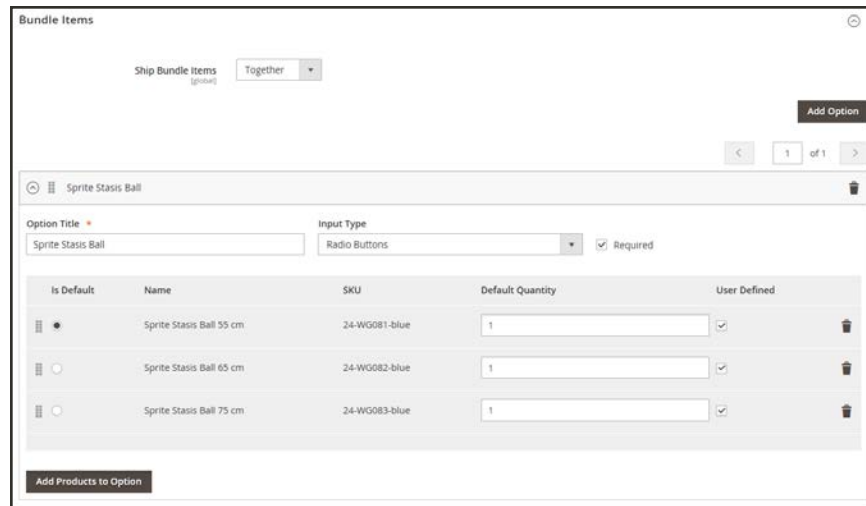 Bundle Items
Ship Bundle Items Together
[global]
Add Option
1 of 1
Sprite Stasis Ball
Option Title * Input Type
Sprite Stasis Ball Radio Buttons Required
Is Default Name SKU Default Quantity User Defined
Sprite Stasis Ball 55 cm 24-WG081-blue 1
Sprite Stasis Ball 65 cm 24-WG082-blue 1
Sprite Stasis Ball 75 cm 24-WG083-blue 1
Add Products to Option